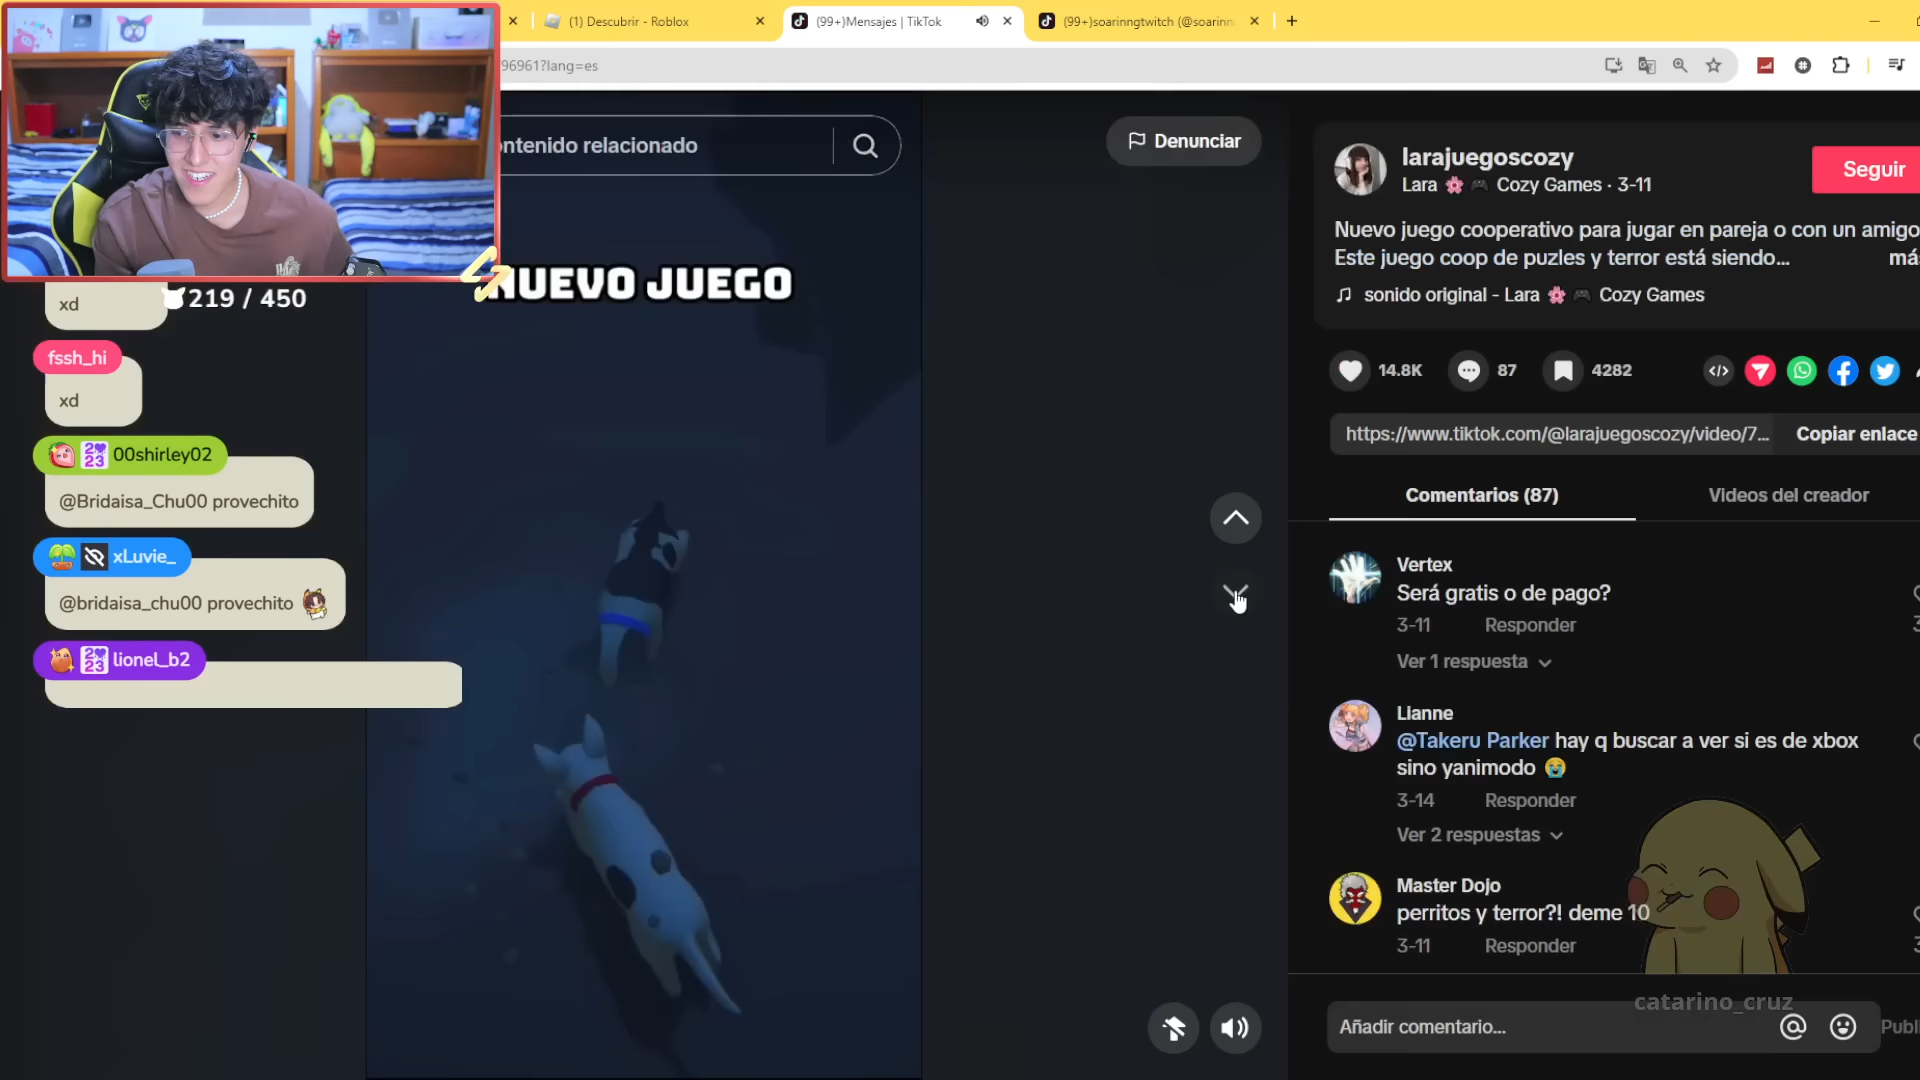 (1) Descubrir - Roblox
(99+)Mensajes | TikTok
(99+)soarinngtwitch (@soarinn
96961?lang=es
ontenido relacionado
Denunciar
NUEVO JUEGO
xd
219 / 450
fssh_hi
xd
00shirley02
@Bridaisa_Chu00 provechito
xLuvie_
@bridaisa_chu00 provechito
lionel_b2
larajuegoscozy
Lara 🌸 🎮 Cozy Games · 3-11
Seguir
Nuevo juego cooperativo para jugar en pareja o con un amigo
Este juego coop de puzles y terror está siendo...
más
sonido original - Lara 🌸 🎮 Cozy Games
14.8K
87
4282
https://www.tiktok.com/@larajuegoscozy/video/7...
Copiar enlace
Comentarios (87)
Videos del creador
Vertex
Será gratis o de pago?
3-11 Responder
Ver 1 respuesta
Lianne
@Takeru Parker hay q buscar a ver si es de xbox
sino yanimodo 😭
3-14 Responder
Ver 2 respuestas
Master Dojo
perritos y terror?! deme 10
3-11 Responder
catarino_cruz
Añadir comentario...
Publi